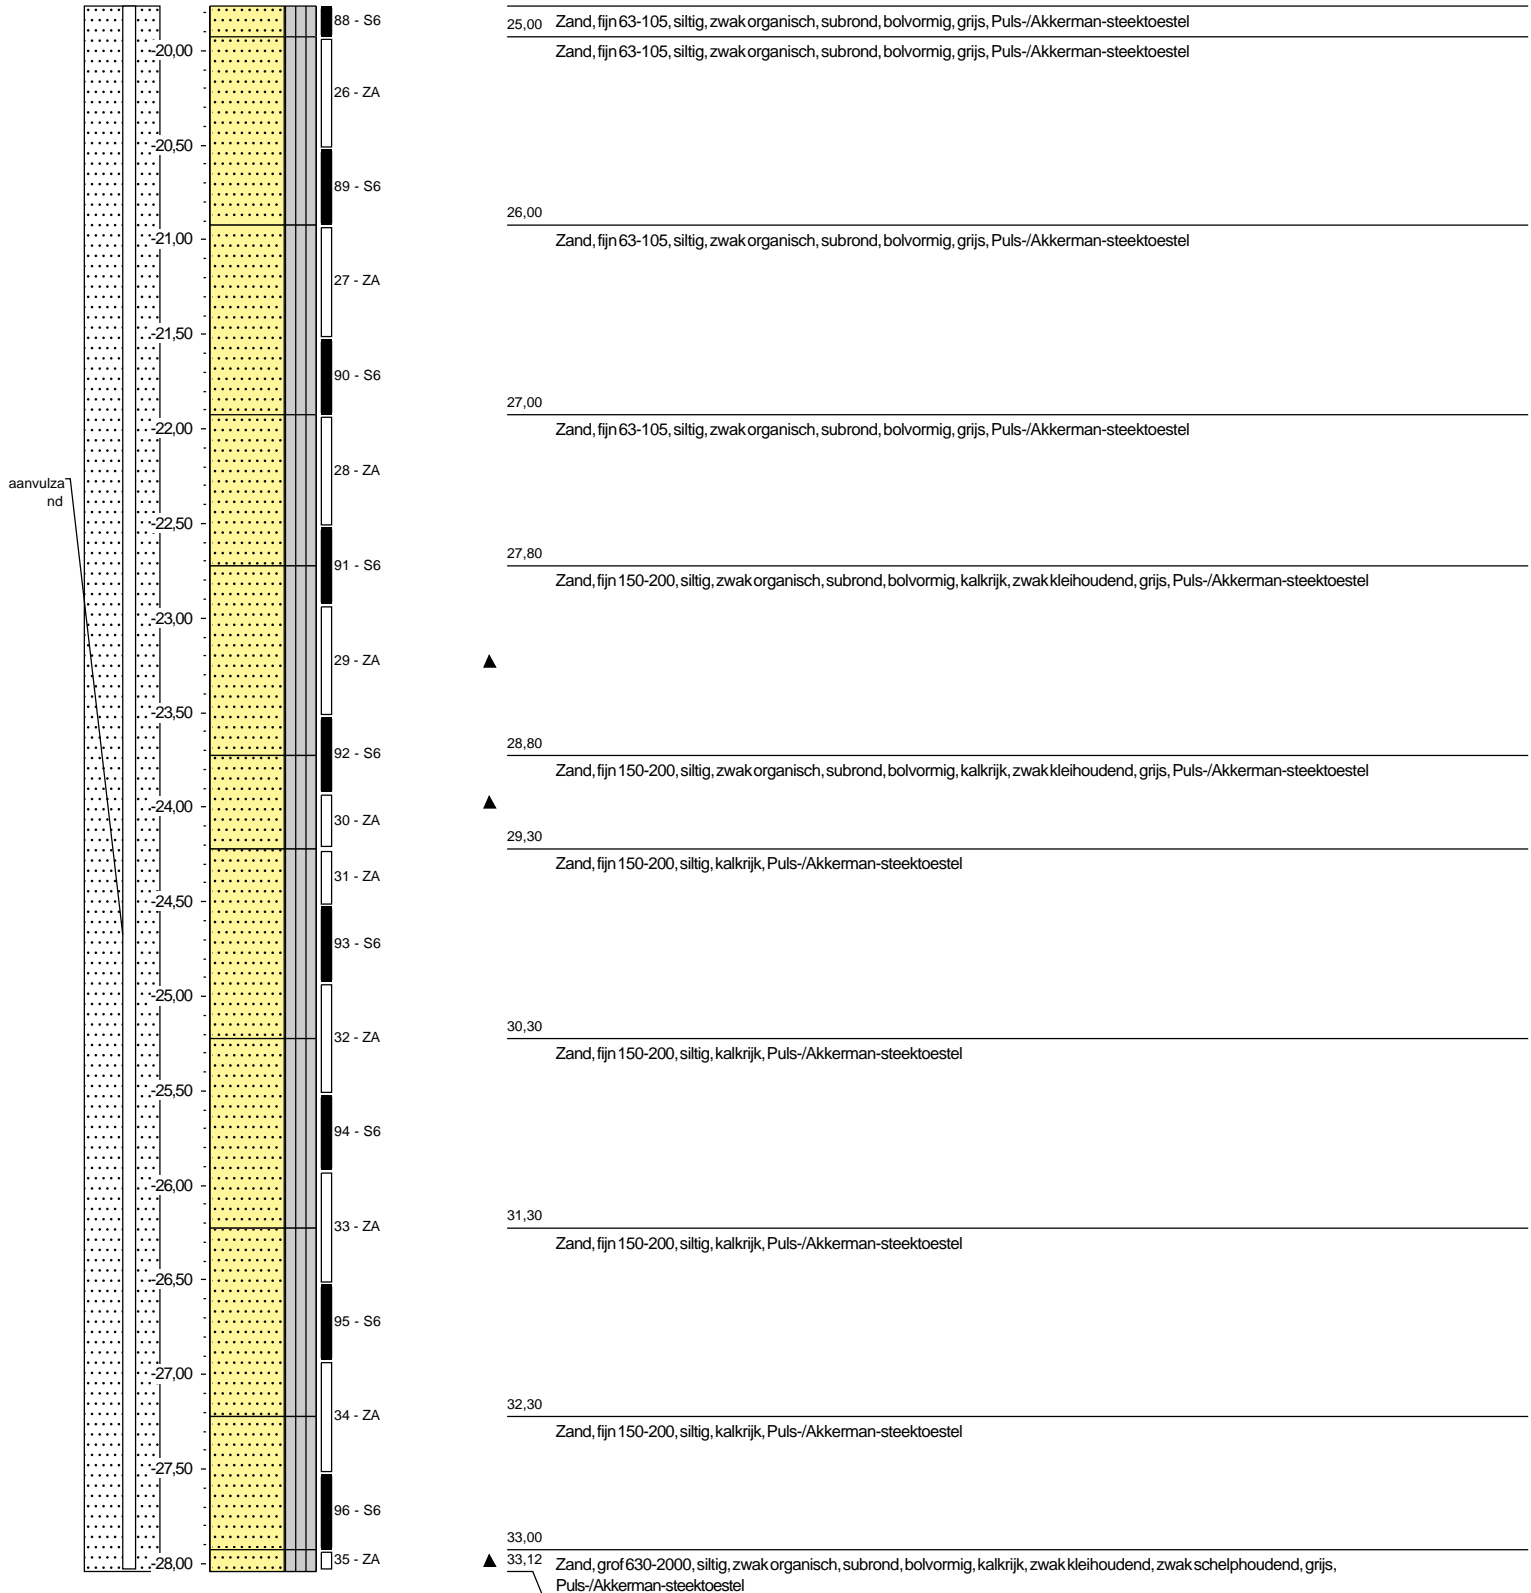 88 - S6
25,00 Zand, fijn 63-105, siltig, zwak organisch, subrond, bolvormig, grijs, Puls-/Akkerman-steektoestel
-20,00
Zand, fijn 63-105, siltig, zwak organisch, subrond, bolvormig, grijs, Puls-/Akkerman-steektoestel
26 - ZA
-20,50
89 - S6
26,00
-21,00
Zand, fijn 63-105, siltig, zwak organisch, subrond, bolvormig, grijs, Puls-/Akkerman-steektoestel
27 - ZA
-21,50
90 - S6
27,00
-22,00
Zand, fijn 63-105, siltig, zwak organisch, subrond, bolvormig, grijs, Puls-/Akkerman-steektoestel
28 - ZA
aanvulza
nd
-22,50
27,80
91 - S6
Zand, fijn 150-200, siltig, zwak organisch, subrond, bolvormig, kalkrijk, zwak kleihoudend, grijs, Puls-/Akkerman-steektoestel
-23,00
29 - ZA
-23,50
28,80
92 - S6
Zand, fijn 150-200, siltig, zwak organisch, subrond, bolvormig, kalkrijk, zwak kleihoudend, grijs, Puls-/Akkerman-steektoestel
-24,00
30 - ZA
29,30
Zand, fijn 150-200, siltig, kalkrijk, Puls-/Akkerman-steektoestel
31 - ZA
-24,50
93 - S6
-25,00
30,30
32 - ZA
Zand, fijn 150-200, siltig, kalkrijk, Puls-/Akkerman-steektoestel
-25,50
94 - S6
-26,00
31,30
33 - ZA
Zand, fijn 150-200, siltig, kalkrijk, Puls-/Akkerman-steektoestel
-26,50
95 - S6
-27,00
32,30
34 - ZA
Zand, fijn 150-200, siltig, kalkrijk, Puls-/Akkerman-steektoestel
-27,50
96 - S6
33,00
-28,00
35 - ZA
33,12 Zand, grof 630-2000, siltig, zwak organisch, subrond, bolvormig, kalkrijk, zwak kleihoudend, zwak schelphoudend, grijs,
Puls-/Akkerman-steektoestel